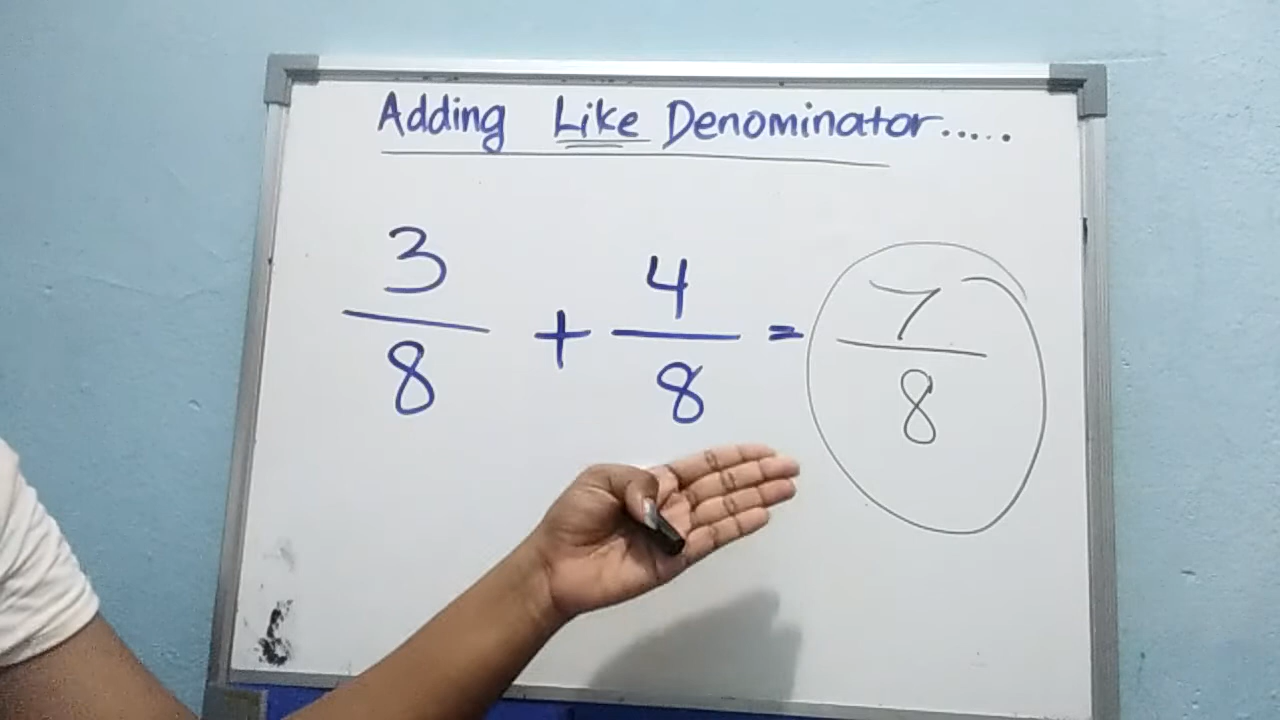 Adding Like Denominator.....
3/8 + 4/8 = 7/8